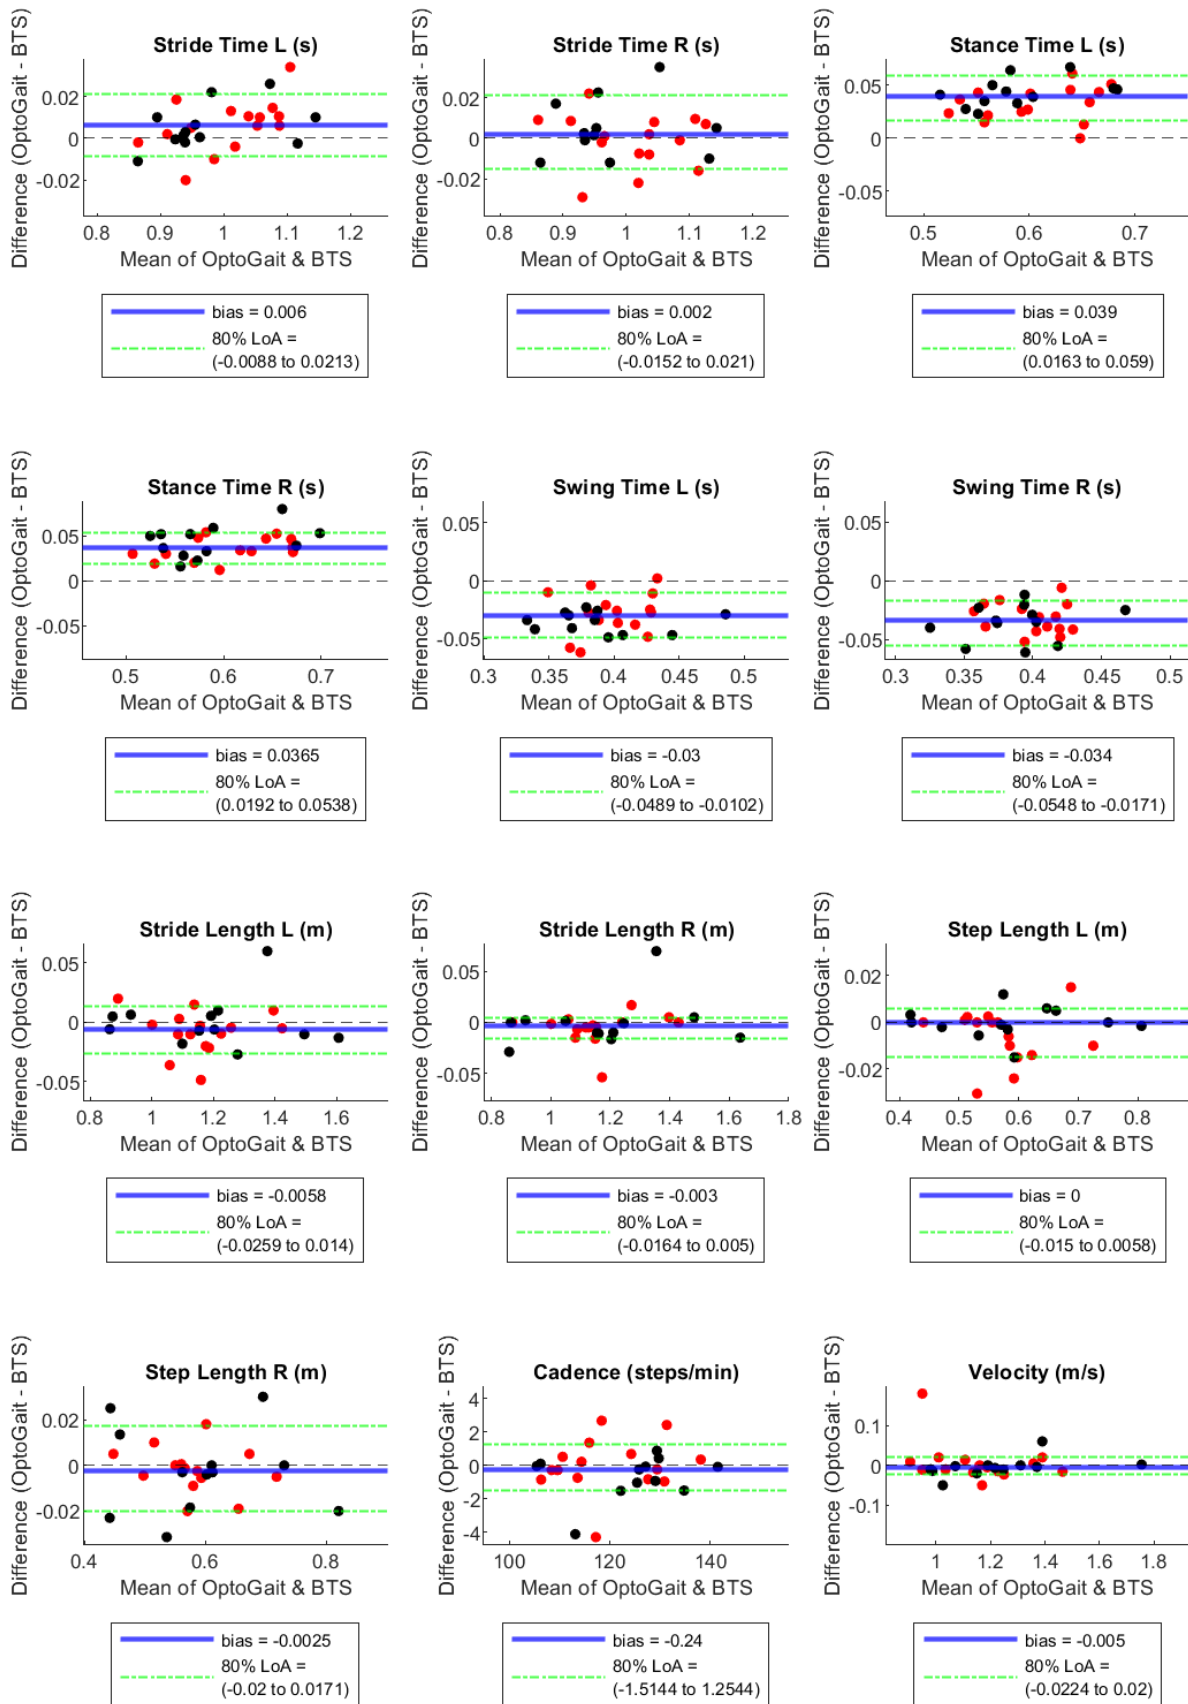 Stride Time L (s)
Difference (OptoGait - BTS)
0.02
0
-0.02
0.8 0.9 1 1.1 1.2
Mean of OptoGait & BTS
bias = 0.006
80% LoA =
(-0.0088 to 0.0213)
Stride Time R (s)
Difference (OptoGait - BTS)
0.02
0
-0.02
0.8 0.9 1 1.1 1.2
Mean of OptoGait & BTS
bias = 0.002
80% LoA =
(-0.0152 to 0.021)
Stance Time L (s)
Difference (OptoGait - BTS)
0.05
0
-0.05
0.5 0.6 0.7
Mean of OptoGait & BTS
bias = 0.039
80% LoA =
(0.0163 to 0.059)
Stance Time R (s)
Difference (OptoGait - BTS)
0.05
0
-0.05
0.5 0.6 0.7
Mean of OptoGait & BTS
bias = 0.0365
80% LoA =
(0.0192 to 0.0538)
Swing Time L (s)
Difference (OptoGait - BTS)
0
-0.05
0.3 0.35 0.4 0.45 0.5
Mean of OptoGait & BTS
bias = -0.03
80% LoA =
(-0.0489 to -0.0102)
Swing Time R (s)
Difference (OptoGait - BTS)
0
-0.05
0.3 0.35 0.4 0.45 0.5
Mean of OptoGait & BTS
bias = -0.034
80% LoA =
(-0.0548 to -0.0171)
Stride Length L (m)
Difference (OptoGait - BTS)
0.05
0
-0.05
0.8 1 1.2 1.4 1.6
Mean of OptoGait & BTS
bias = -0.0058
80% LoA =
(-0.0259 to 0.014)
Stride Length R (m)
Difference (OptoGait - BTS)
0.05
0
-0.05
0.8 1 1.2 1.4 1.6 1.8
Mean of OptoGait & BTS
bias = -0.003
80% LoA =
(-0.0164 to 0.005)
Step Length L (m)
Difference (OptoGait - BTS)
0.02
0
-0.02
0.4 0.5 0.6 0.7 0.8
Mean of OptoGait & BTS
bias = 0
80% LoA =
(-0.015 to 0.0058)
Step Length R (m)
Difference (OptoGait - BTS)
0.02
0
-0.02
0.4 0.6 0.8
Mean of OptoGait & BTS
bias = -0.0025
80% LoA =
(-0.02 to 0.0171)
Cadence (steps/min)
Difference (OptoGait - BTS)
4
2
0
-2
-4
100 120 140
Mean of OptoGait & BTS
bias = -0.24
80% LoA =
(-1.5144 to 1.2544)
Velocity (m/s)
Difference (OptoGait - BTS)
0.1
0
-0.1
1 1.2 1.4 1.6 1.8
Mean of OptoGait & BTS
bias = -0.005
80% LoA =
(-0.0224 to 0.02)